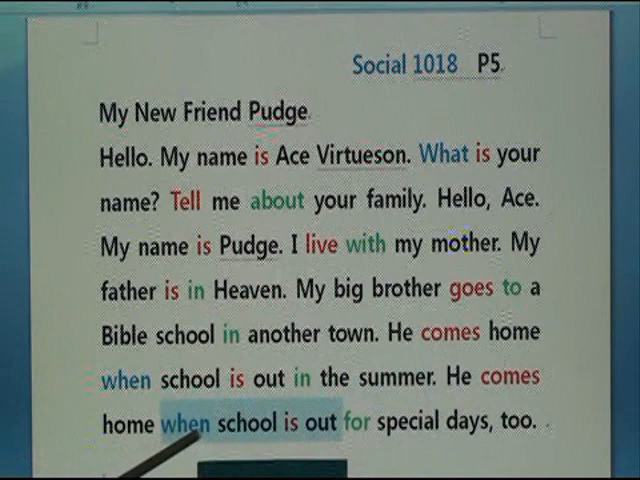 Social 1018 P5
My New Friend Pudge
Hello. My name is Ace Virtueson. What is your
name? Tell me about your family. Hello, Ace.
My name is Pudge. I live with my mother. My
father is in Heaven. My big brother goes to a
Bible school in another town. He comes home
when school is out in the summer. He comes
home when school is out for special days, too.